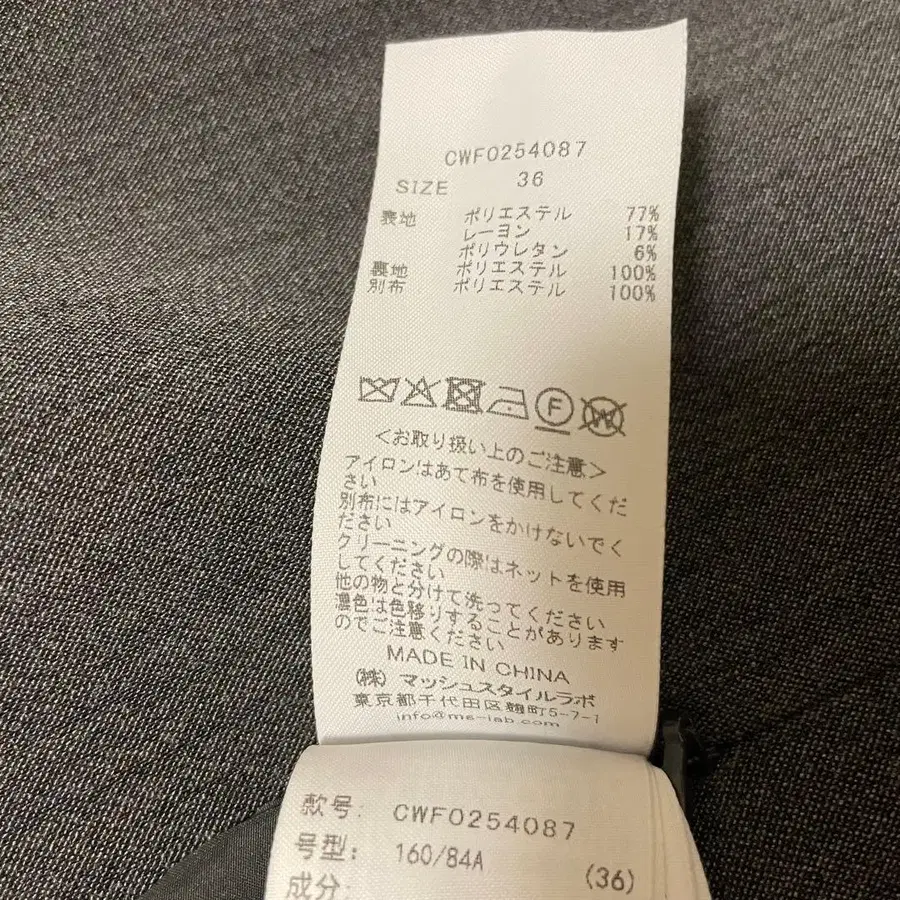 CWF0254087
SIZE 36
表地 ポリエステル 77%
レーヨン 17%
ポリウレタン 6%
裏地 ポリエステル 100%
別布 ポリエステル 100%
F W
<お取り扱い上のご注意>
アイロンはあて布を使用してくだ
さい
別布にはアイロンをかけないでく
ださい
クリーニングの際はネットを使用
してください
他の物と分けて洗ってください
濃色は色移りすることがあります
のでご注意ください
MADE IN CHINA
(株) マッシュスタイルラボ
東京都千代田区麹町5-7-1
info@ms-lab.com
款号: CWF0254087
号型: 160/84A (36)
成分: